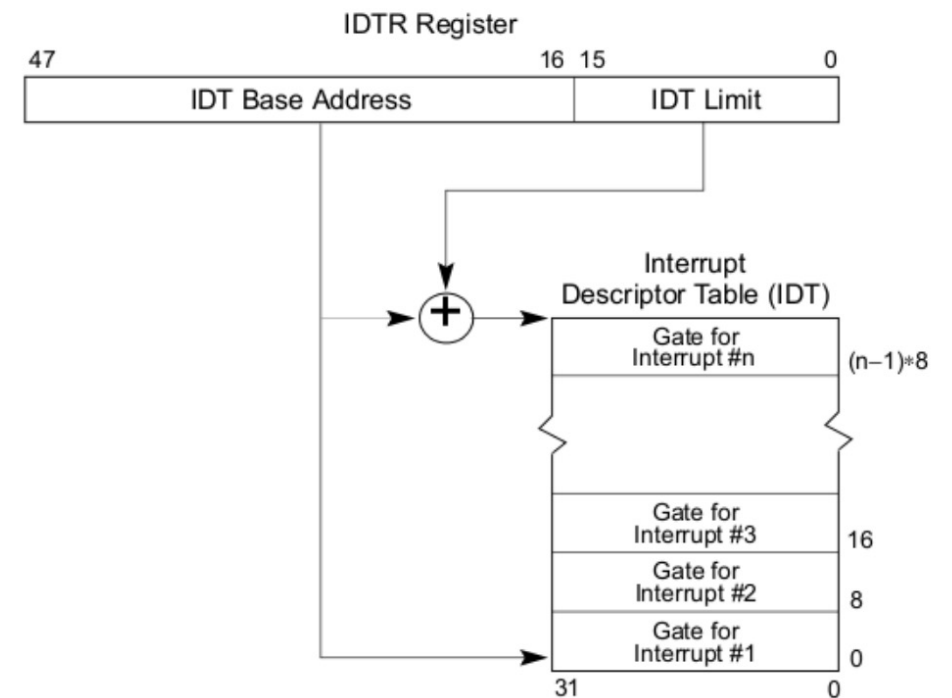 IDTR Register
47 16 15 0
IDT Base Address IDT Limit
+
Interrupt
Descriptor Table (IDT)
Gate for
Interrupt #n
(n−1)*8
Gate for
Interrupt #3
16
Gate for
Interrupt #2
8
Gate for
Interrupt #1
0
31 0